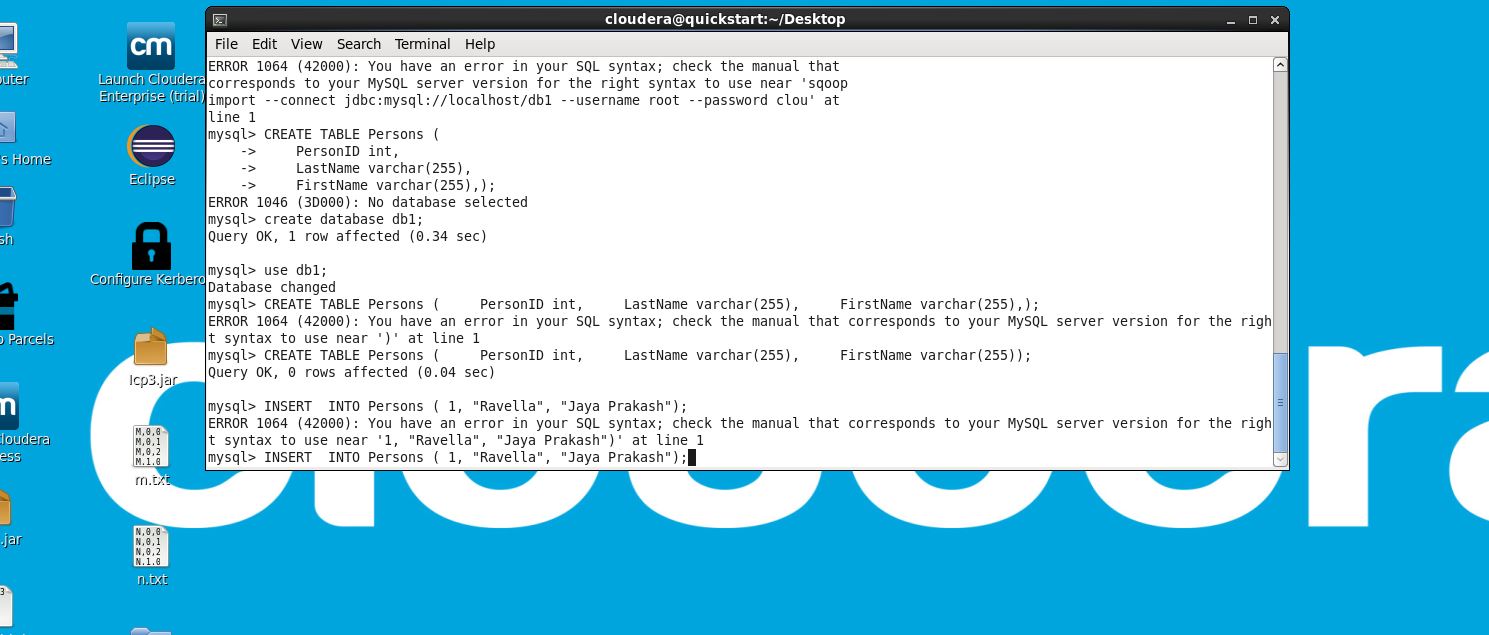 cloudera@quickstart:~/Desktop
File Edit View Search Terminal Help
ERROR 1064 (42000): You have an error in your SQL syntax; check the manual that
corresponds to your MySQL server version for the right syntax to use near 'sqoop
import --connect jdbc:mysql://localhost/db1 --username root --password clou' at
line 1
mysql> CREATE TABLE Persons (
    ->     PersonID int,
    ->     LastName varchar(255),
    ->     FirstName varchar(255),);
ERROR 1046 (3D000): No database selected
mysql> create database db1;
Query OK, 1 row affected (0.34 sec)
mysql> use db1;
Database changed
mysql> CREATE TABLE Persons (     PersonID int,     LastName varchar(255),     FirstName varchar(255),);
ERROR 1064 (42000): You have an error in your SQL syntax; check the manual that corresponds to your MySQL server version for the righ
t syntax to use near ')' at line 1
mysql> CREATE TABLE Persons (     PersonID int,     LastName varchar(255),     FirstName varchar(255));
Query OK, 0 rows affected (0.04 sec)
mysql> INSERT  INTO Persons ( 1, "Ravella", "Jaya Prakash");
ERROR 1064 (42000): You have an error in your SQL syntax; check the manual that corresponds to your MySQL server version for the righ
t syntax to use near '1, "Ravella", "Jaya Prakash")' at line 1
mysql> INSERT  INTO Persons ( 1, "Ravella", "Jaya Prakash");
uter
s Home
sh
o Parcels
m
loudera
ess
.jar
cm
Launch Cloudera
Enterprise (trial)
Eclipse
Configure Kerbero
lcp3.jar
M,0,0
M,0,1
M,0,2
M.1.0
m.txt
N,0,0
N,0,1
N,0,2
N.1.0
n.txt